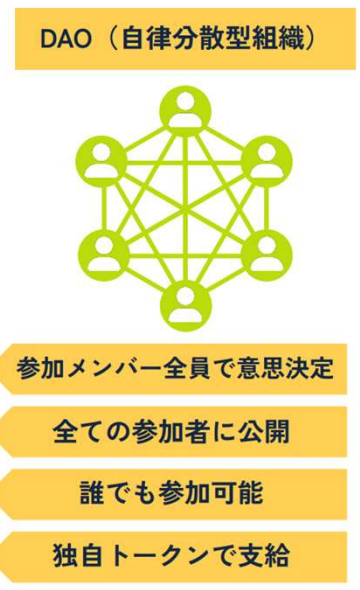 DAO（自律分散型組織）
参加メンバー全員で意思決定
全ての参加者に公開
誰でも参加可能
独自トークンで支給